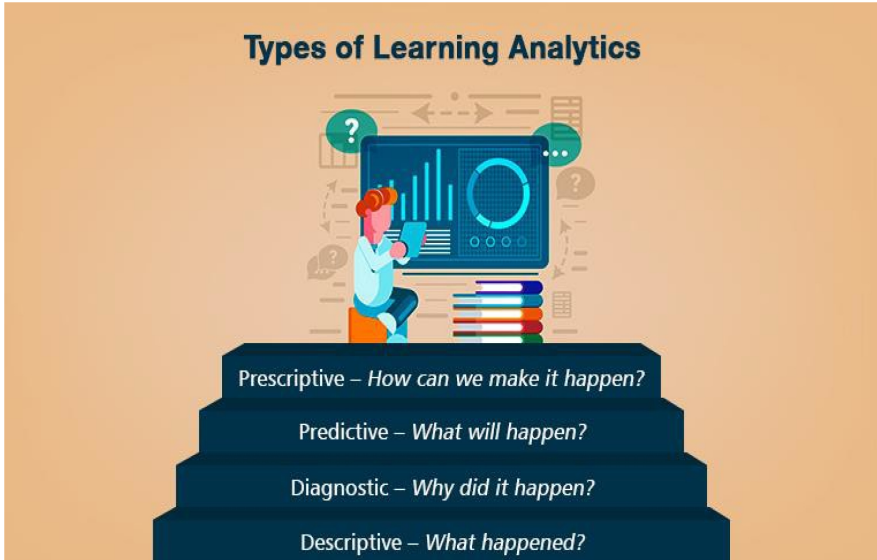 Types of Learning Analytics
?
...
?
?
Prescriptive – How can we make it happen?
Predictive – What will happen?
Diagnostic – Why did it happen?
Descriptive – What happened?